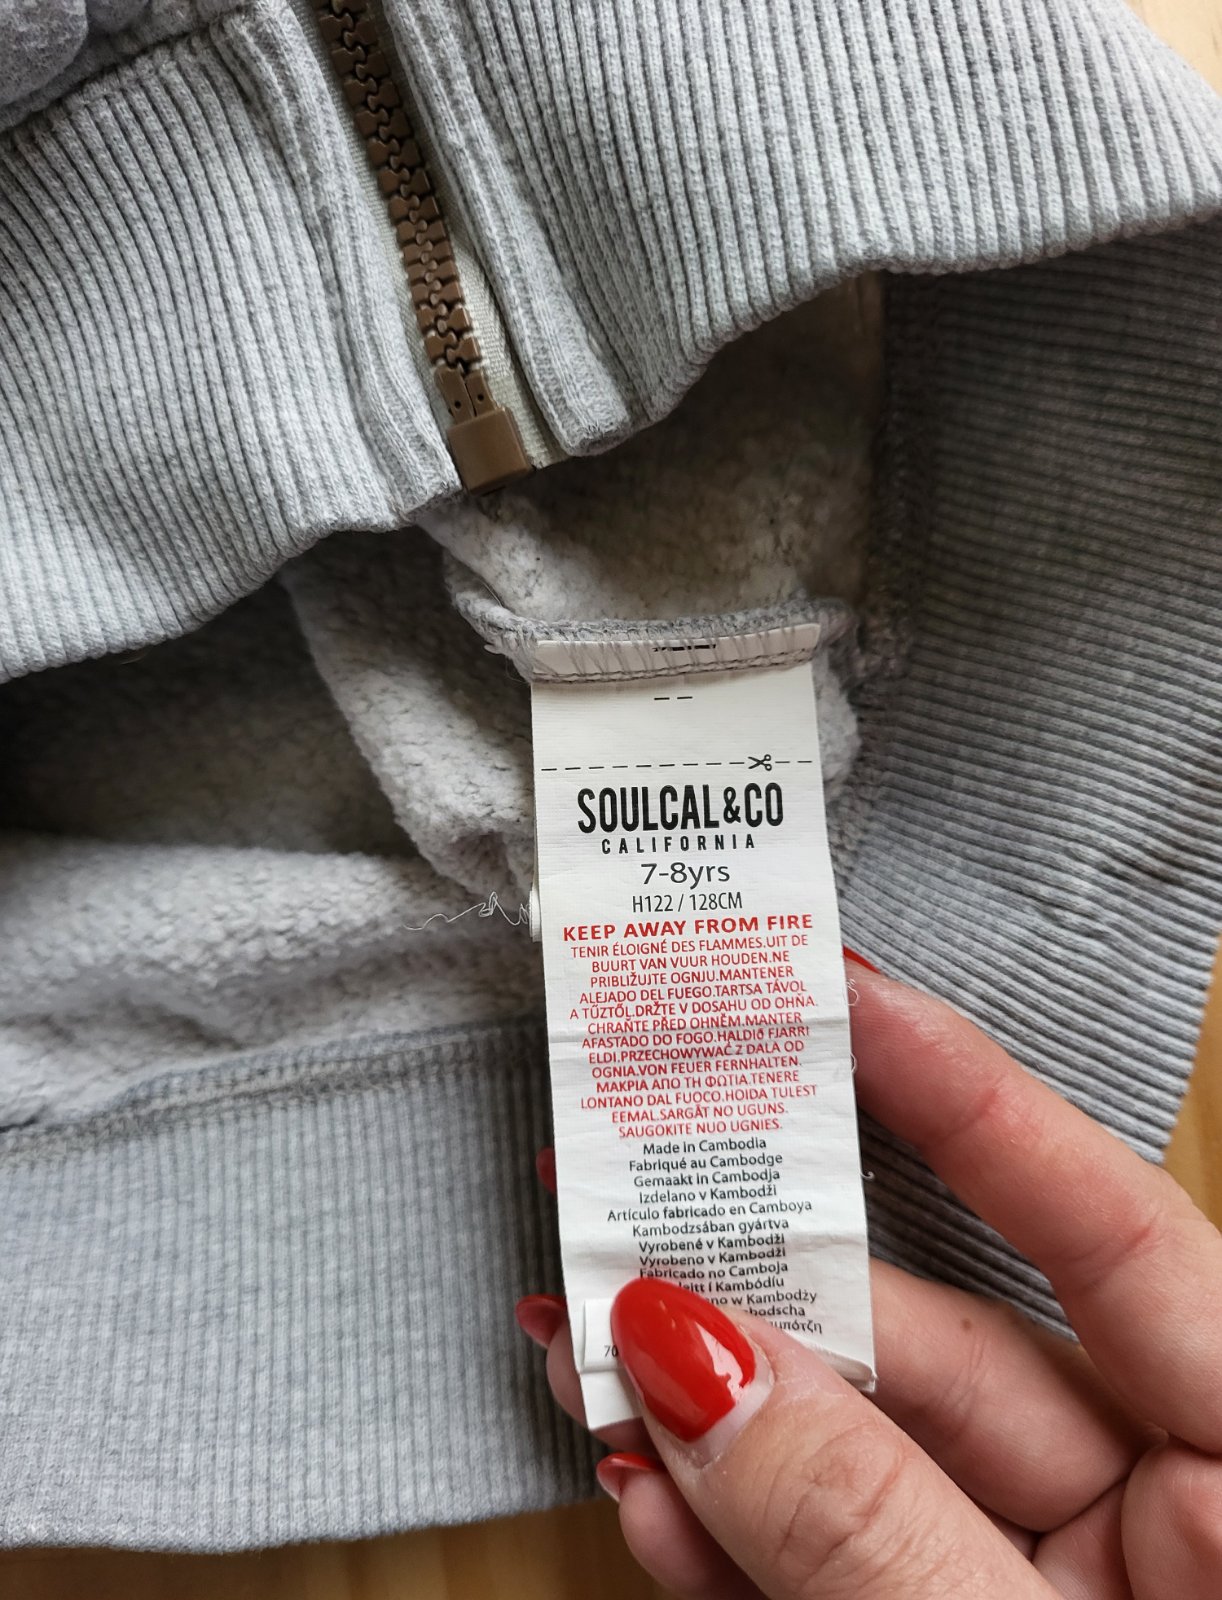 SOULCAL&CO
CALIFORNIA
7-8yrs
H122 / 128CM
KEEP AWAY FROM FIRE
TENIR ÉLOIGNÉ DES FLAMMES.UIT DE
BUURT VAN VUUR HOUDEN.NE
PRIBLIŽUJTE OGNJU.MANTENER
ALEJADO DEL FUEGO.TARTSA TÁVOL
A TŰZTŐL.DRŽTE V DOSAHU OD OHŇA.
CHRAŇTE PŘED OHNĚM.MANTER
AFASTADO DO FOGO.HALDIð FJARRI
ELDI.PRZECHOWYWAĆ Z DALA OD
OGNIA.VON FEUER FERNHALTEN.
ΜΑΚΡΙΑ ΑΠΟ ΤΗ ΦΩΤΙΑ.TENERE
LONTANO DAL FUOCO.HOIDA TULEST
EEMAL.SARGĀT NO UGUNS.
SAUGOKITE NUO UGNIES.
Made in Cambodia
Fabriqué au Cambodge
Gemaakt in Cambodja
Izdelano v Kambodži
Artículo fabricado en Camboya
Kambodzsában gyártva
Vyrobené v Kambodži
Vyrobeno v Kambodži
Fabricado no Camboja
í Kambódíu
w Kambodży
70